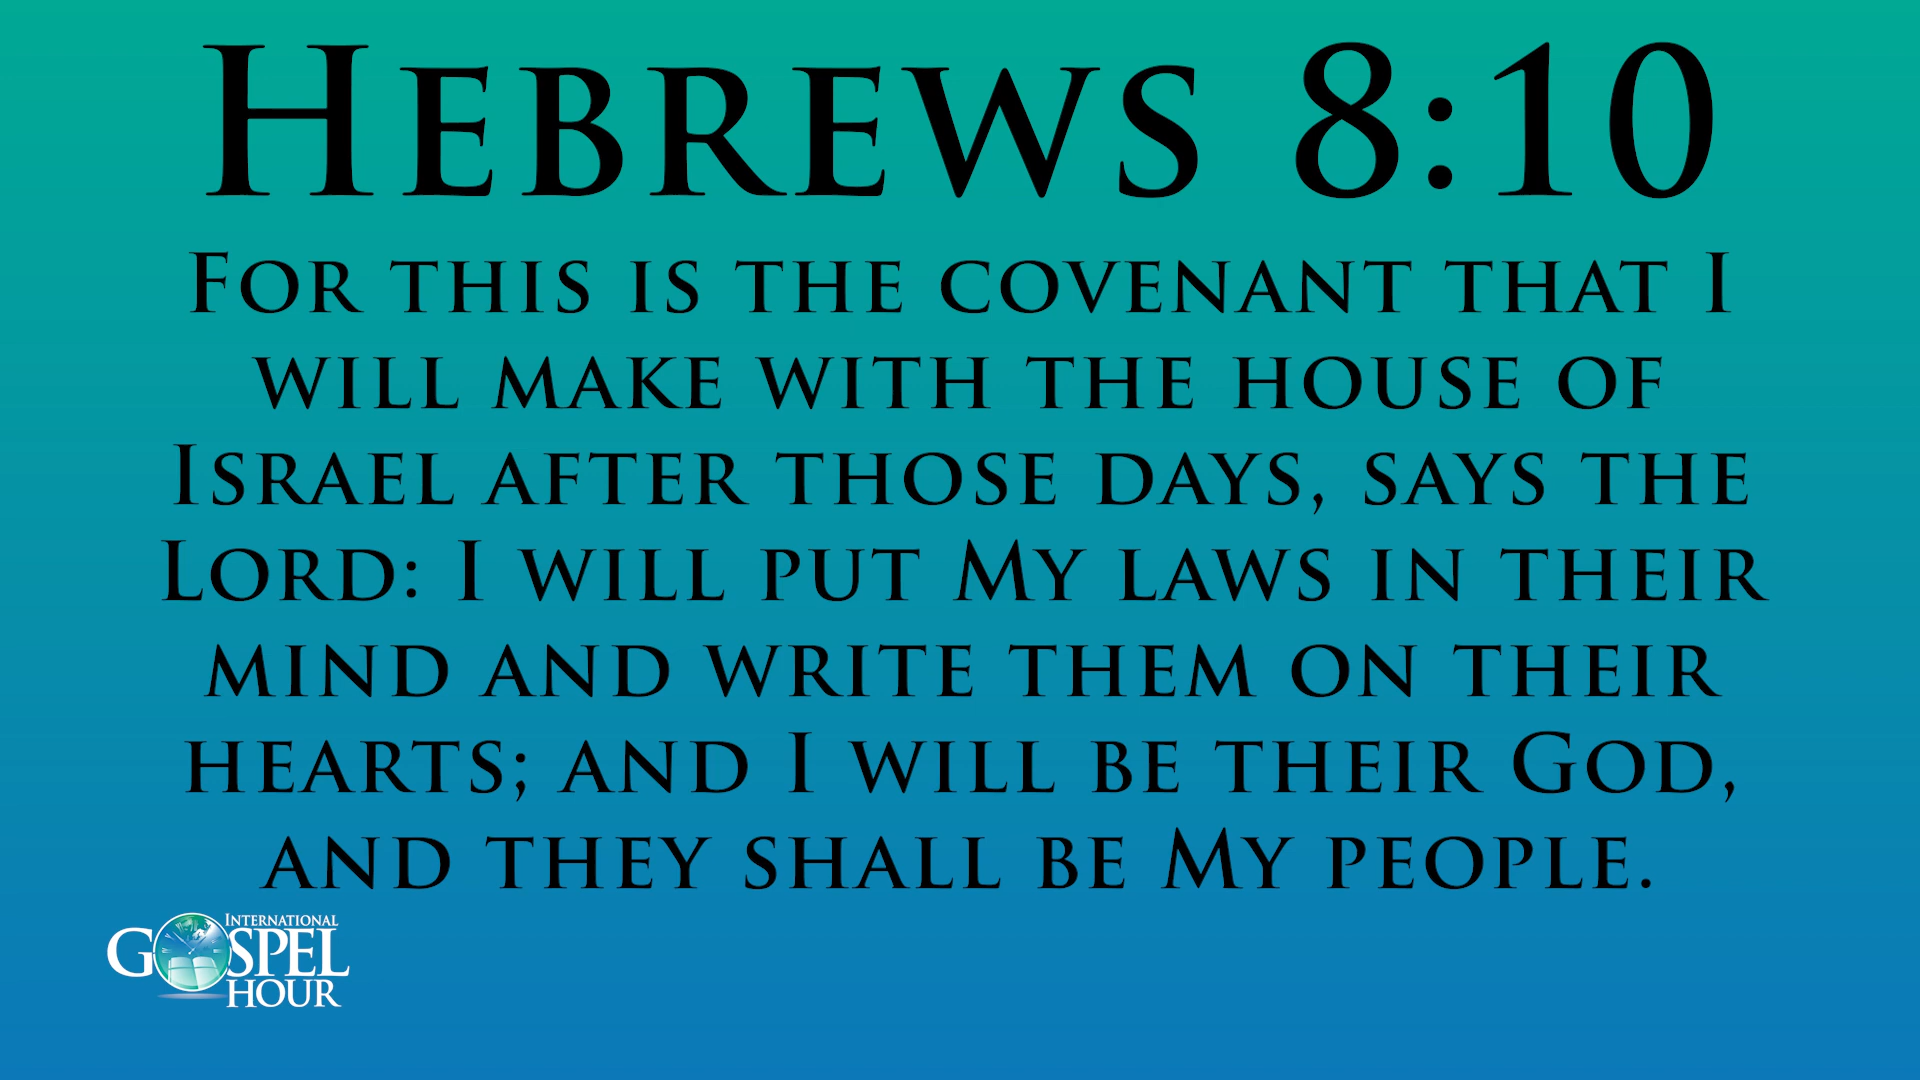 Hebrews 8:10
For this is the covenant that I
will make with the house of
Israel after those days, says the
Lord: I will put My laws in their
mind and write them on their
hearts; and I will be their God,
and they shall be My people.
International
Gospel
Hour